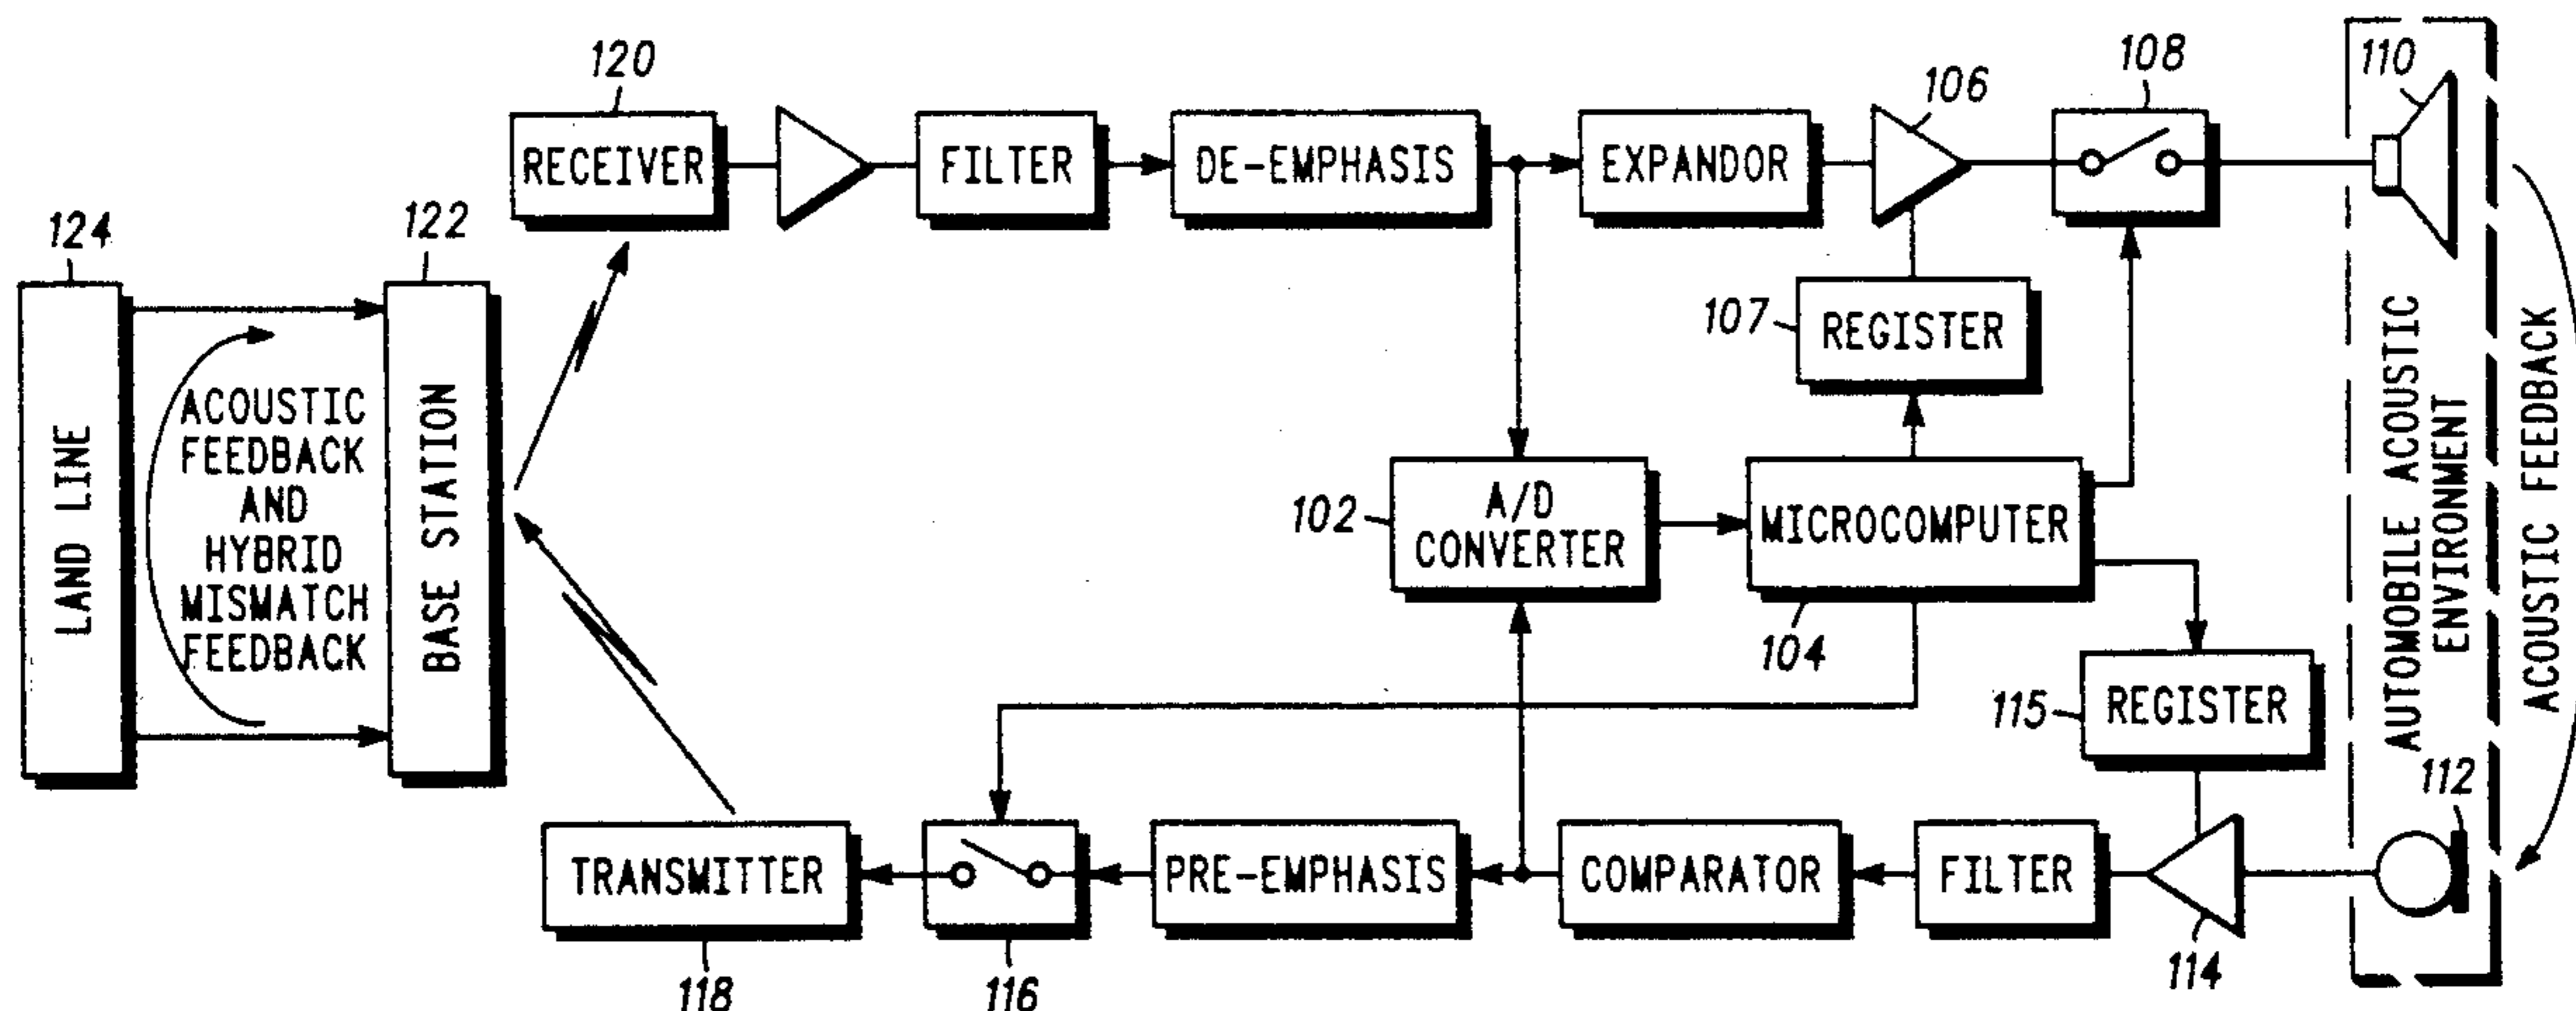 120
RECEIVER
FILTER
DE-EMPHASIS
EXPANDOR
106
108
110
124
LAND LINE
ACOUSTIC
FEEDBACK
AND
HYBRID
MISMATCH
FEEDBACK
122
BASE STATION
107
REGISTER
102
A/D
CONVERTER
MICROCOMPUTER
104
115
REGISTER
AUTOMOBILE ACOUSTIC
ENVIRONMENT
ACOUSTIC FEEDBACK
112
TRANSMITTER
118
116
PRE-EMPHASIS
COMPARATOR
FILTER
114